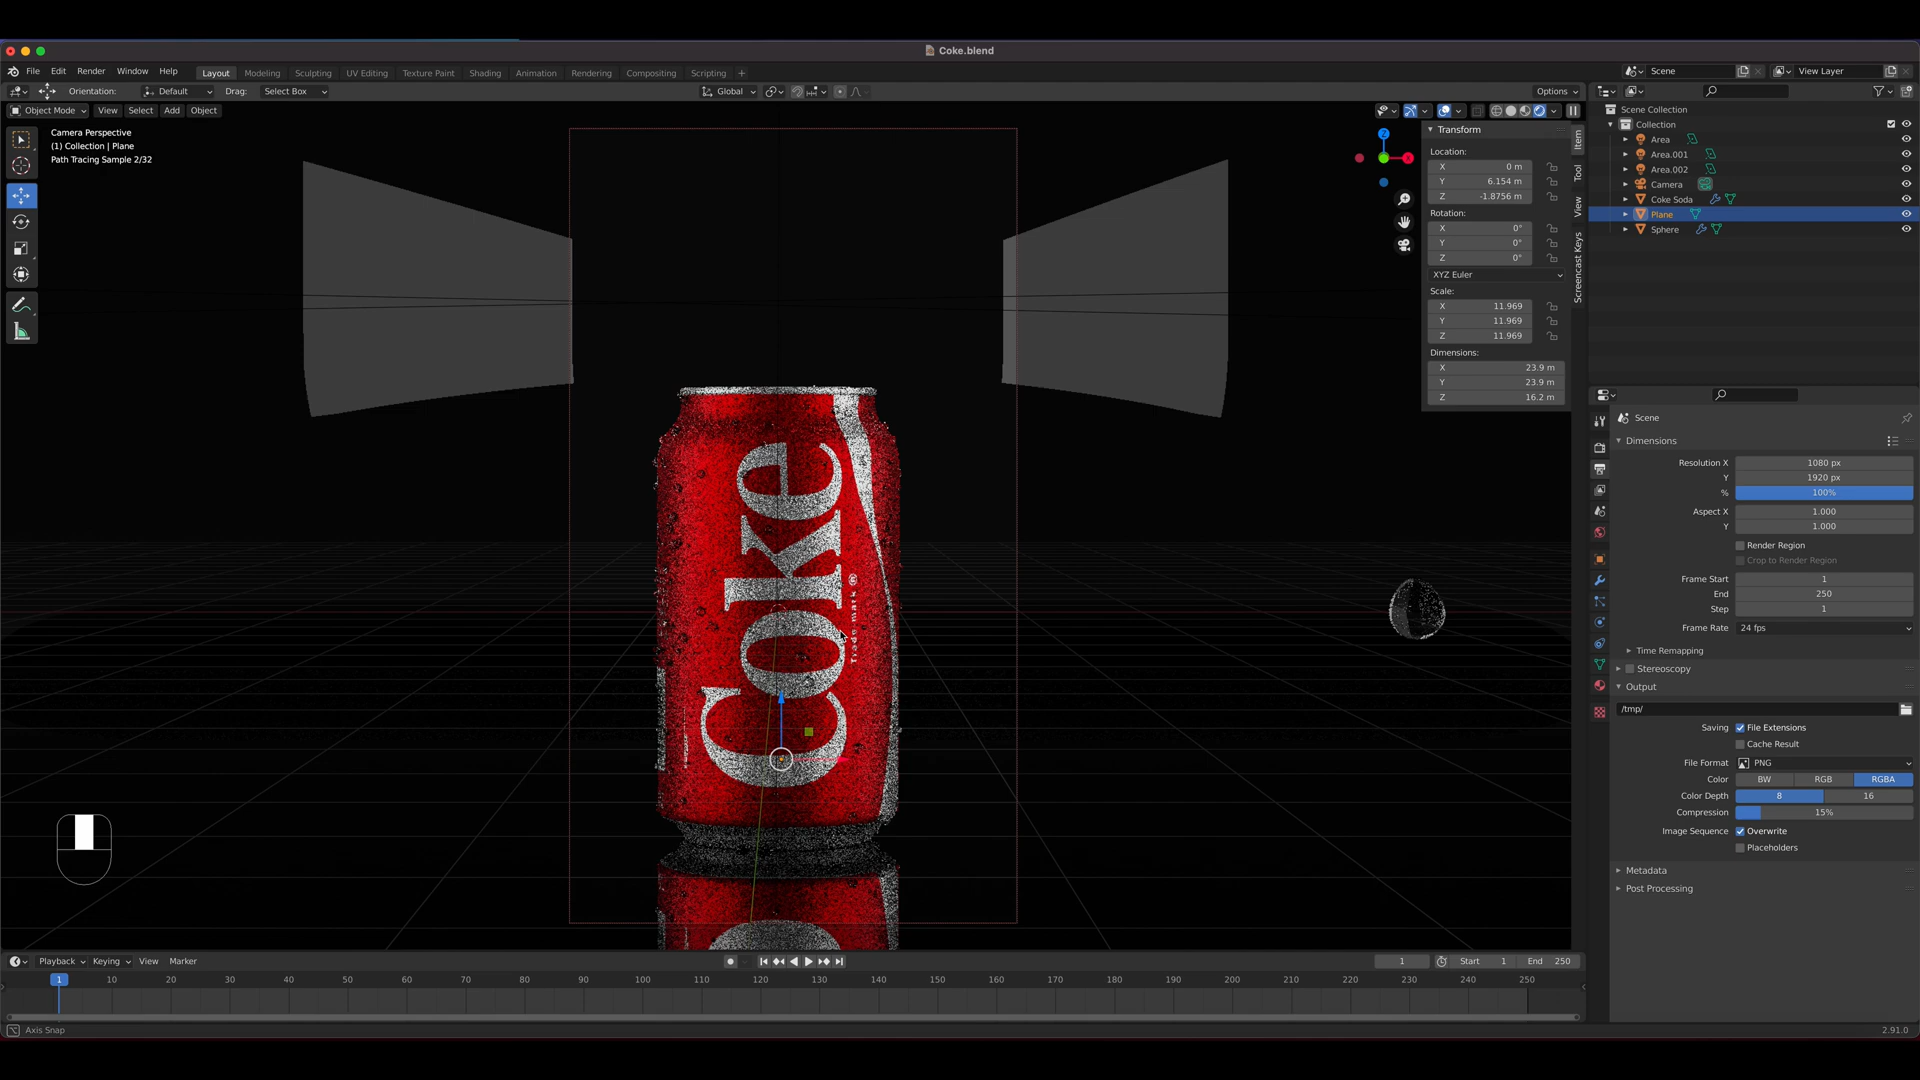 Coke.blend
File Edit Render Window Help Layout Modeling Sculpting UV Editing Texture Paint Shading Animation Rendering Compositing Scripting + Scene View Layer
Orientation: Default Drag: Select Box Global Options
Object Mode View Select Add Object
Camera Perspective
(1) Collection | Plane
Path Tracing Sample 2/32
Z
X
Transform
Location:
X 0 m
Y 6.154 m
Z -1.8756 m
Rotation:
X 0°
Y 0°
Z 0°
XYZ Euler
Scale:
X 11.969
Y 11.969
Z 11.969
Dimensions:
X 23.9 m
Y 23.9 m
Z 16.2 m
Item
Tool
View
Screencast Keys
Scene Collection
Collection
Area
Area.001
Area.002
Camera
Coke Soda
Plane
Sphere
Coke
Trade mark ®
Scene
Dimensions
Resolution X 1080 px
Y 1920 px
% 100%
Aspect X 1.000
Y 1.000
Render Region
Crop to Render Region
Frame Start 1
End 250
Step 1
Frame Rate 24 fps
Time Remapping
Stereoscopy
Output
/tmp/
Saving File Extensions
Cache Result
File Format PNG
Color BW RGB RGBA
Color Depth 8 16
Compression 15%
Image Sequence Overwrite
Placeholders
Metadata
Post Processing
Playback Keying View Marker 1 Start 1 End 250
1 10 20 30 40 50 60 70 80 90 100 110 120 130 140 150 160 170 180 190 200 210 220 230 240 250
Axis Snap 2.91.0